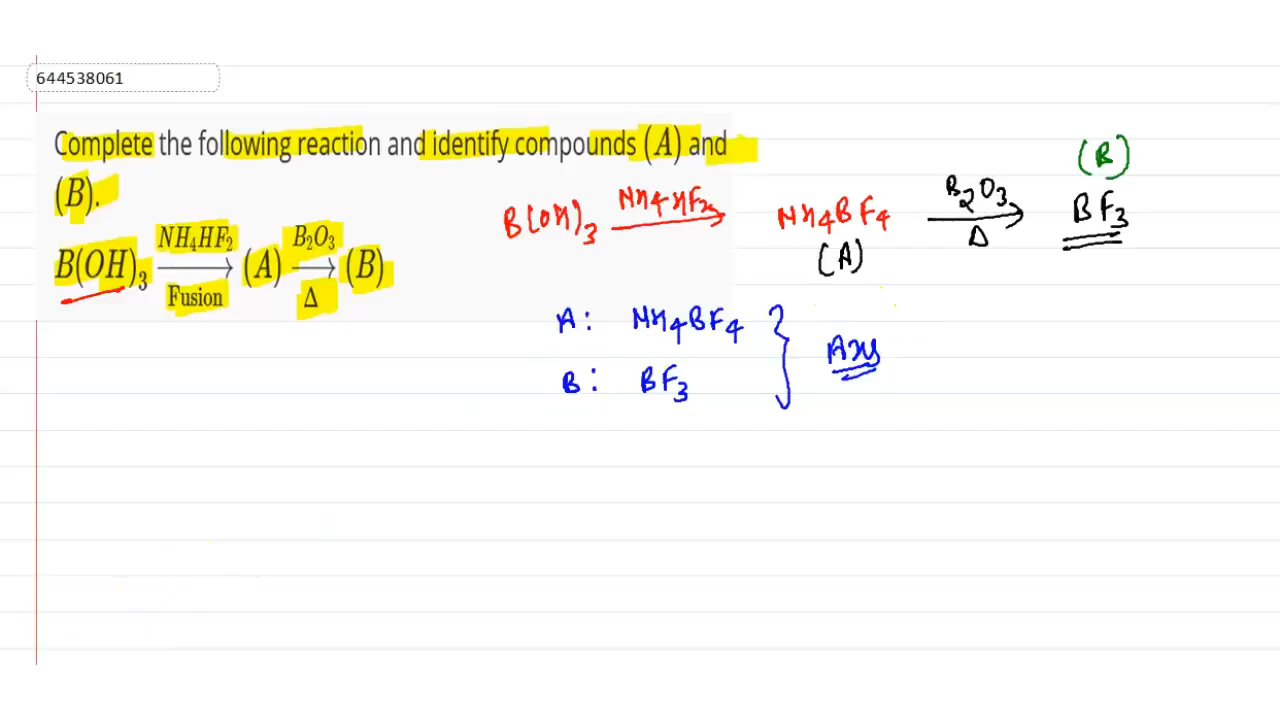 644538061
Complete the following reaction and identify compounds (A) and
(B).
B(OH)₃ —NH₄HF₂/Fusion→ (A) —B₂O₃/Δ→ (B)
B(OH)₃ —NH₄HF₂→ NH₄BF₄ —B₂O₃/Δ→ BF₃
(A) (B)
A: NH₄BF₄
B: BF₃
Ans